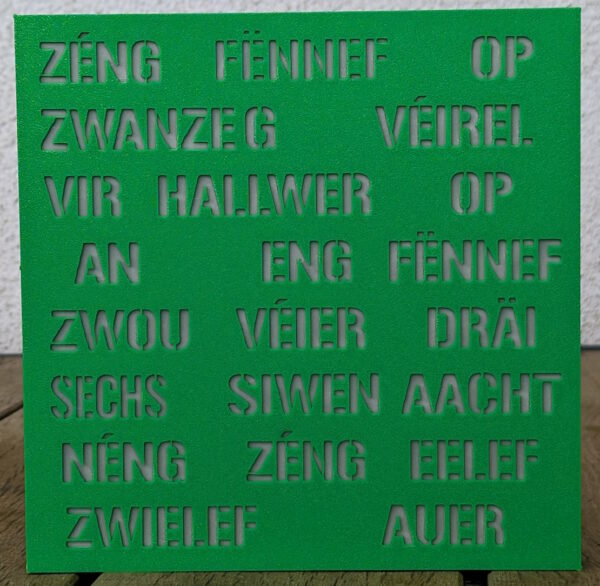 ZÉNG FËNNEF OP
ZWANZEG VÉIREL
VIR HALLWER OP
AN ENG FËNNEF
ZWOU VÉIER DRÄI
SECHS SIWEN AACHT
NÉNG ZÉNG EELEF
ZWIELEF AUER